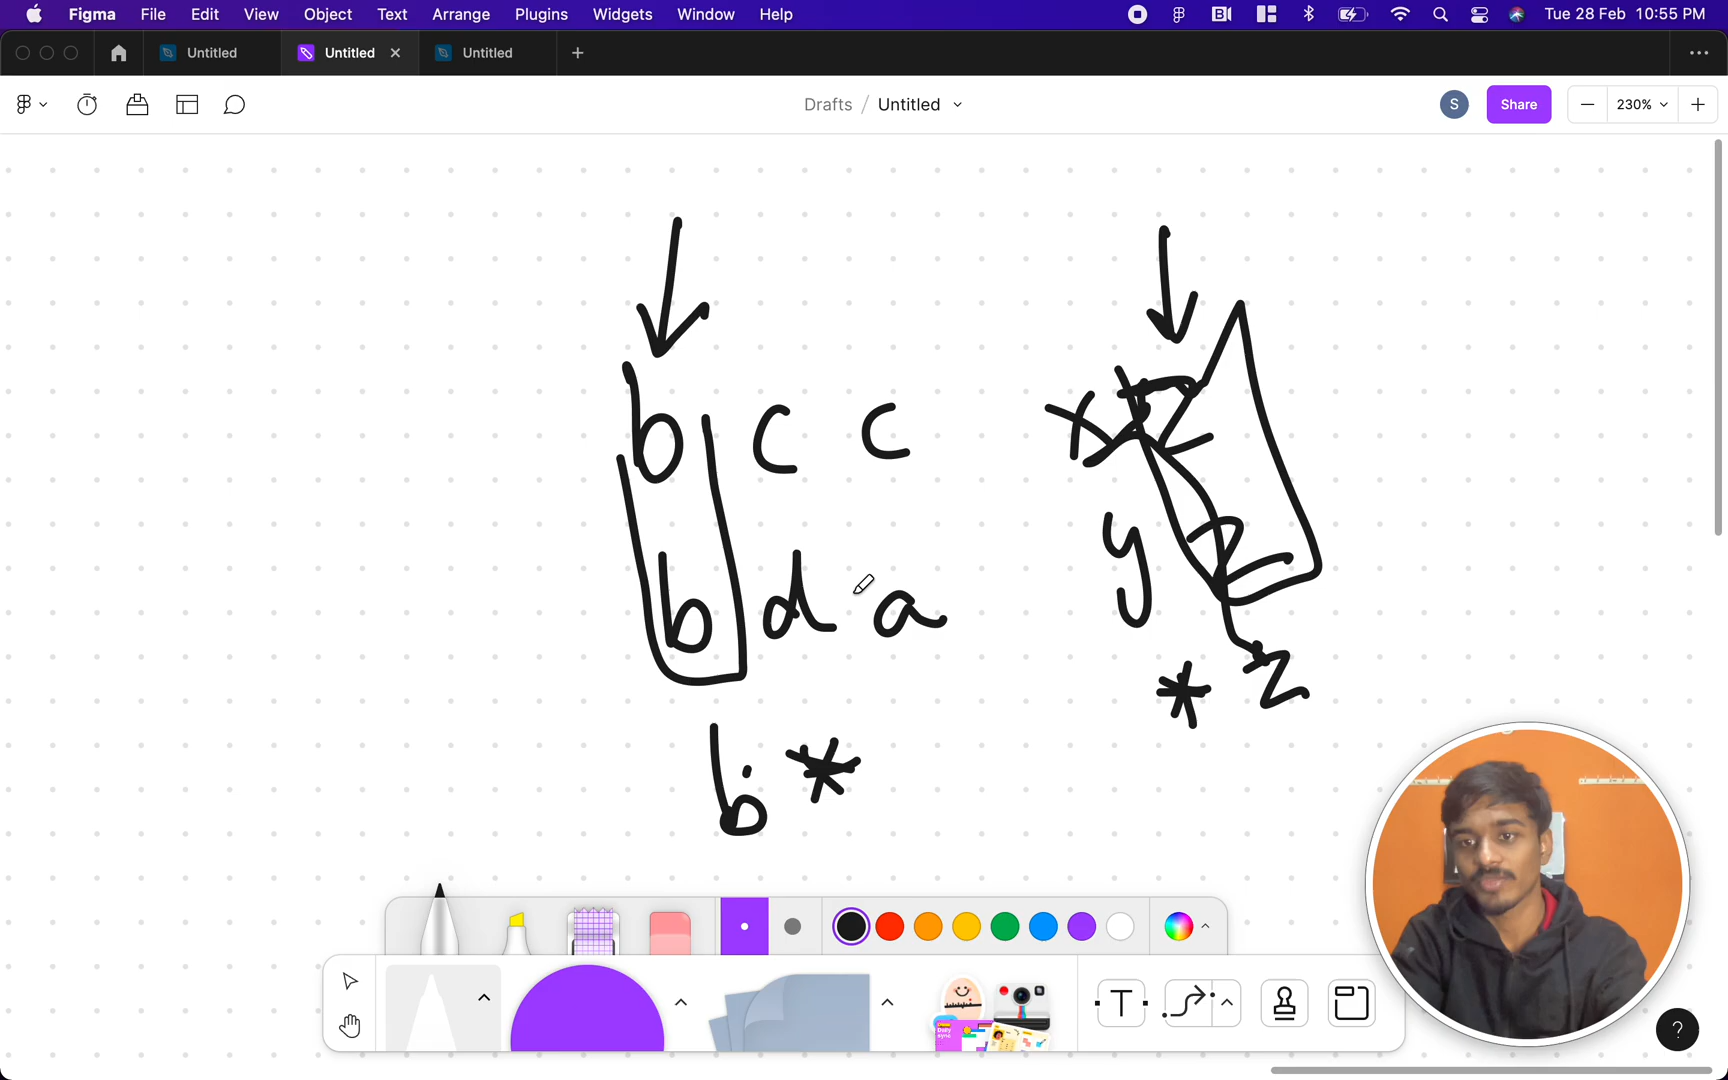 Figma File Edit View Object Text Arrange Plugins Widgets Window Help Tue 28 Feb 10:55 PM
Untitled Untitled Untitled
Drafts / Untitled S Share 230%
b c c
y z
b d a
* z
b *
T
?